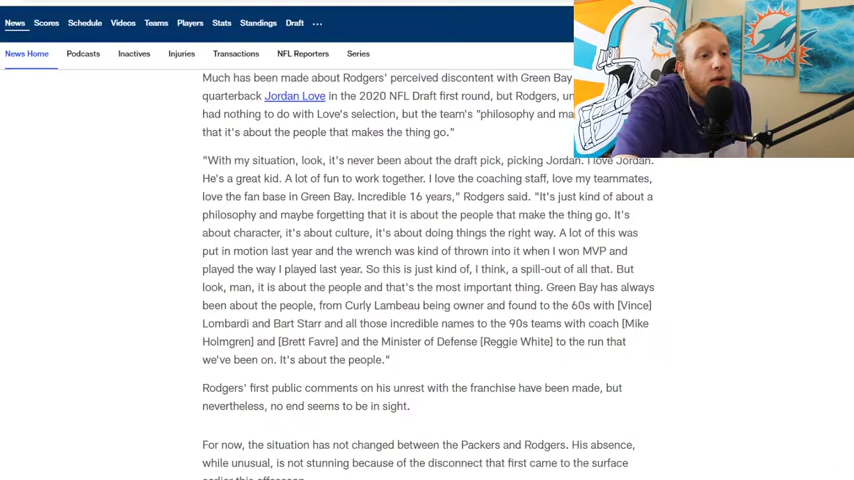 News Scores Schedule Videos Teams Players Stats Standings Draft ...
News Home Podcasts Inactives Injuries Transactions NFL Reporters Series
Much has been made about Rodgers' perceived discontent with Green Bay
quarterback Jordan Love in the 2020 NFL Draft first round, but Rodgers,
had nothing to do with Love's selection, but the team's "philosophy and
that it's about the people that makes the thing go."
"With my situation, look, it's never been about the draft pick, picking Jordan. I love Jordan.
He's a great kid. A lot of fun to work together. I love the coaching staff, love my teammates,
love the fan base in Green Bay. Incredible 16 years," Rodgers said. "It's just kind of about a
philosophy and maybe forgetting that it is about the people that make the thing go. It's
about character, it's about culture, it's about doing things the right way. A lot of this was
put in motion last year and the wrench was kind of thrown into it when I won MVP and
played the way I played last year. So this is just kind of, I think, a spill-out of all that. But
look, man, it is about the people and that's the most important thing. Green Bay has always
been about the people, from Curly Lambeau being owner and found to the 60s with [Vince]
Lombardi and Bart Starr and all those incredible names to the 90s teams with coach [Mike
Holmgren] and [Brett Favre] and the Minister of Defense [Reggie White] to the run that
we've been on. It's about the people."
Rodgers' first public comments on his unrest with the franchise have been made, but
nevertheless, no end seems to be in sight.
For now, the situation has not changed between the Packers and Rodgers. His absence,
while unusual, is not stunning because of the disconnect that first came to the surface
earlier this offseason.